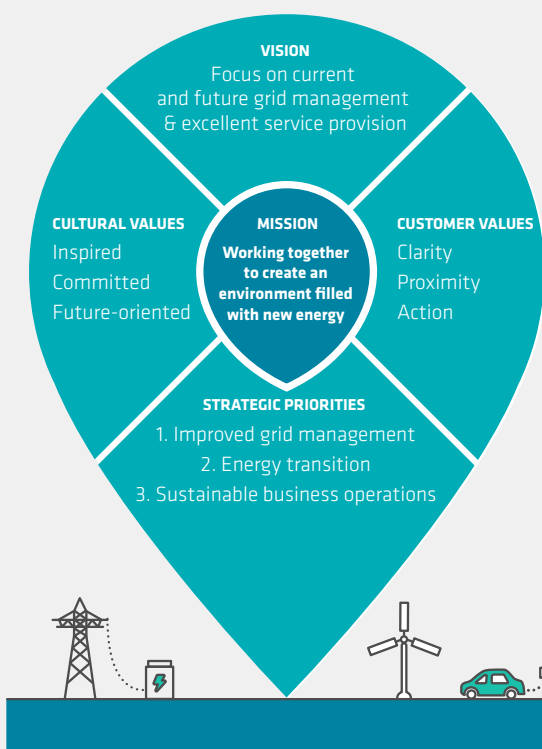 VISION
Focus on current
and future grid management
& excellent service provision
CULTURAL VALUES
Inspired
Committed
Future-oriented
MISSION
Working together
to create an
environment filled
with new energy
CUSTOMER VALUES
Clarity
Proximity
Action
STRATEGIC PRIORITIES
1. Improved grid management
2. Energy transition
3. Sustainable business operations